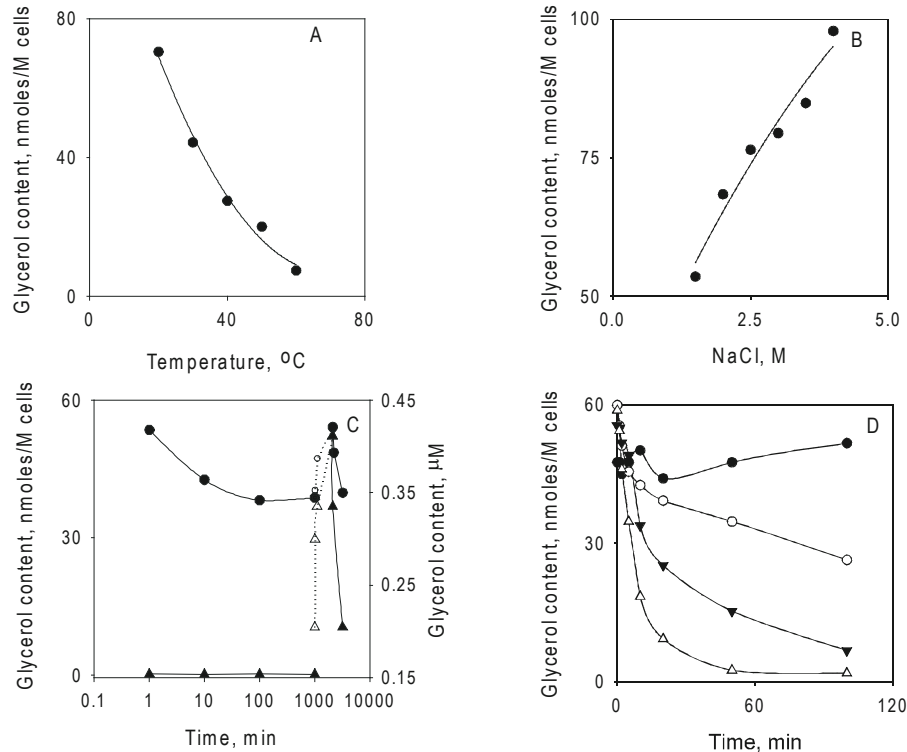 Glycerol content, nmoles/M cells
80
40
0
A
0
40
80
Temperature, ºC
Glycerol content, nmoles/M cells
100
75
50
B
0.0
2.5
5.0
NaCl, M
Glycerol content, nmoles/M cells
60
30
0
C
0.45
0.35
0.25
0.15
Glycerol content, µM
0.1
1
10
100
1000
10000
Time, min
Glycerol content, nmoles/M cells
60
30
0
D
0
60
120
Time, min